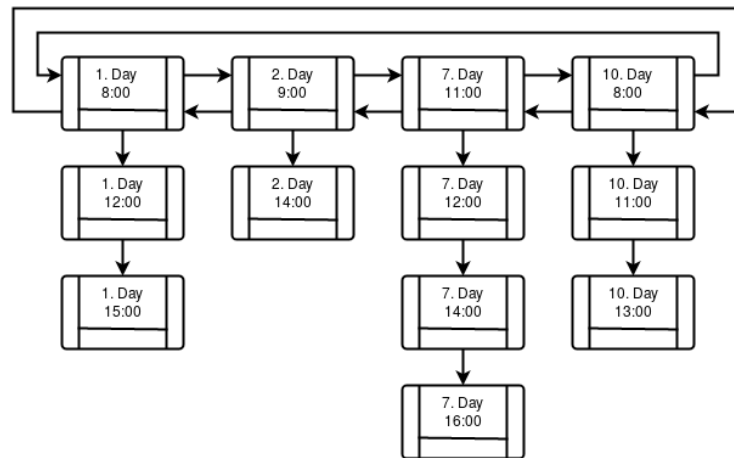 1. Day
8:00
2. Day
9:00
7. Day
11:00
10. Day
8:00
1. Day
12:00
2. Day
14:00
7. Day
12:00
10. Day
11:00
1. Day
15:00
7. Day
14:00
10. Day
13:00
7. Day
16:00